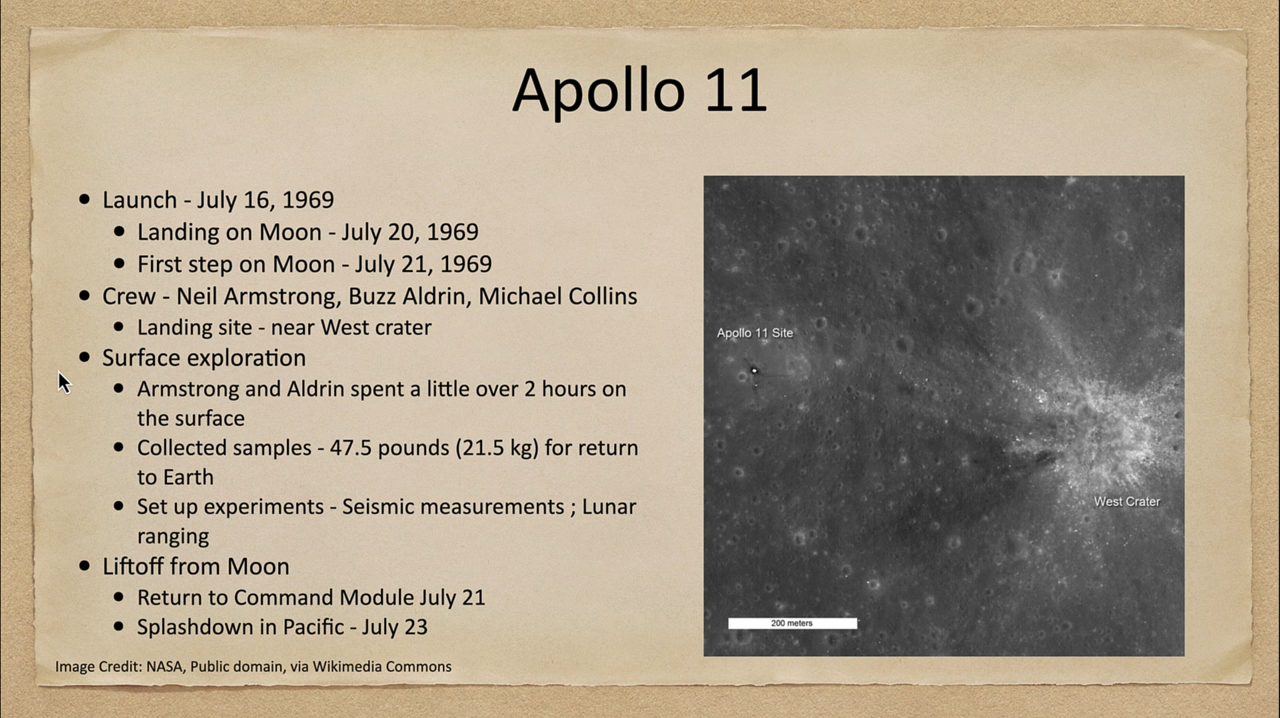 Apollo 11
• Launch - July 16, 1969
• Landing on Moon - July 20, 1969
• First step on Moon - July 21, 1969
• Crew - Neil Armstrong, Buzz Aldrin, Michael Collins
• Landing site - near West crater
• Surface exploration
• Armstrong and Aldrin spent a little over 2 hours on
the surface
• Collected samples - 47.5 pounds (21.5 kg) for return
to Earth
• Set up experiments - Seismic measurements ; Lunar
ranging
• Liftoff from Moon
• Return to Command Module July 21
• Splashdown in Pacific - July 23
Image Credit: NASA, Public domain, via Wikimedia Commons
Apollo 11 Site
West Crater
200 meters